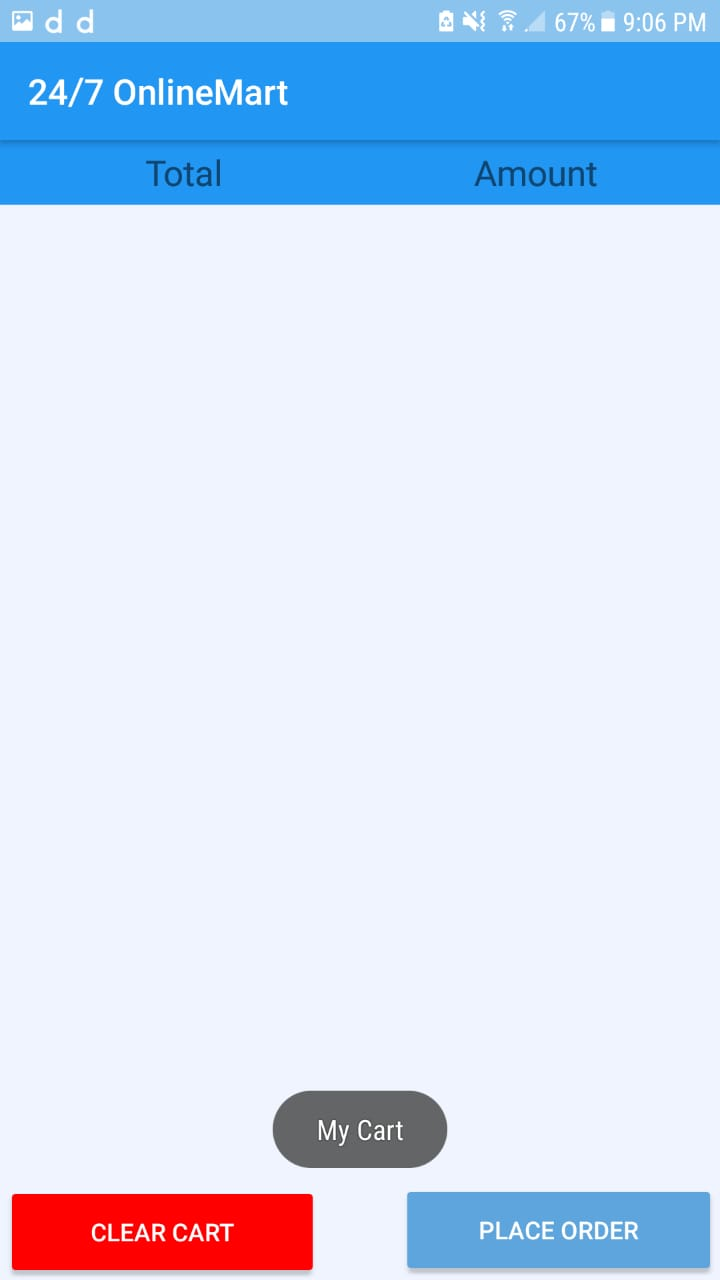 d d 67% 9:06 PM
24/7 OnlineMart
Total Amount
My Cart
CLEAR CART PLACE ORDER